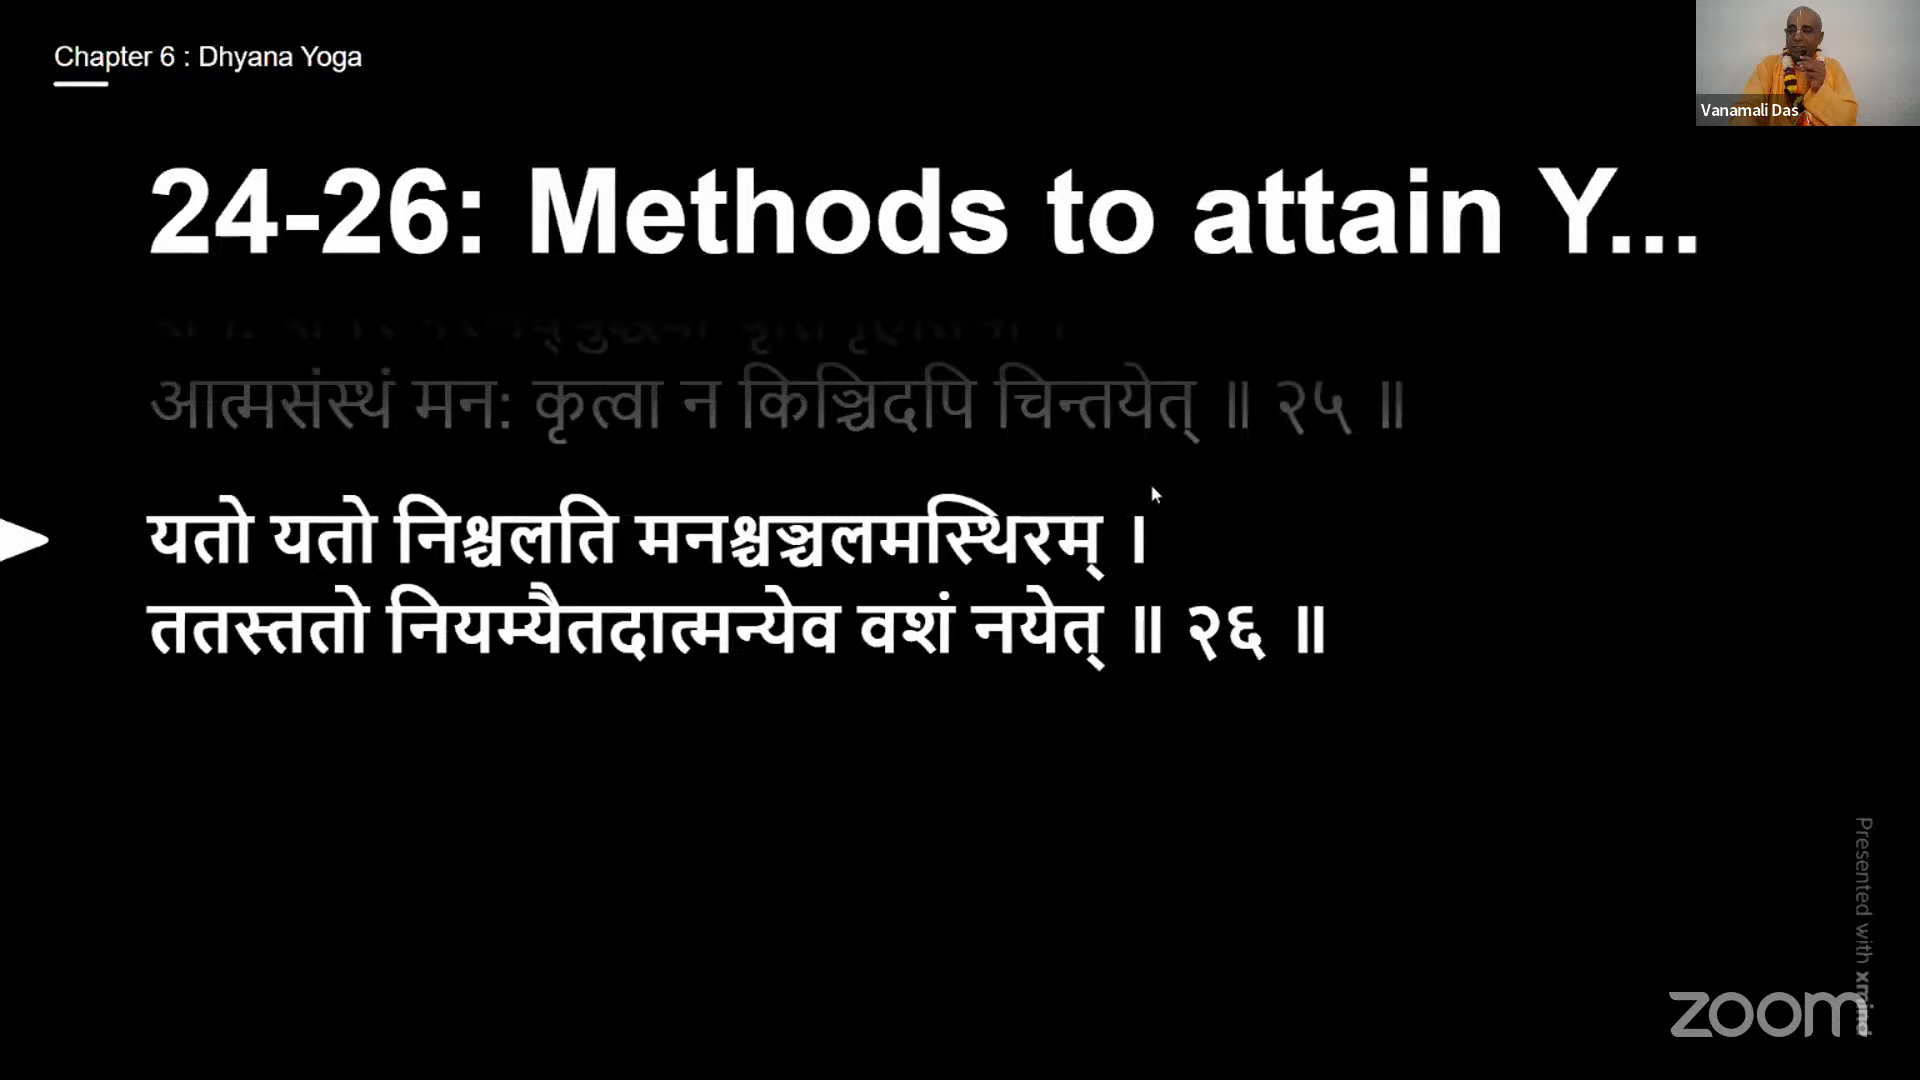 Chapter 6 : Dhyana Yoga
Vanamali Das
24-26: Methods to attain Y...
आत्मसंस्थं मन: कृत्वा न किञ्चिदपि चिन्तयेत् ॥ २५ ॥
यतो यतो निश्चलति मनश्चञ्चलमस्थिरम् ।
ततस्ततो नियम्यैतदात्मन्येव वशं नयेत् ॥ २६ ॥
Presented with xmind
zoom